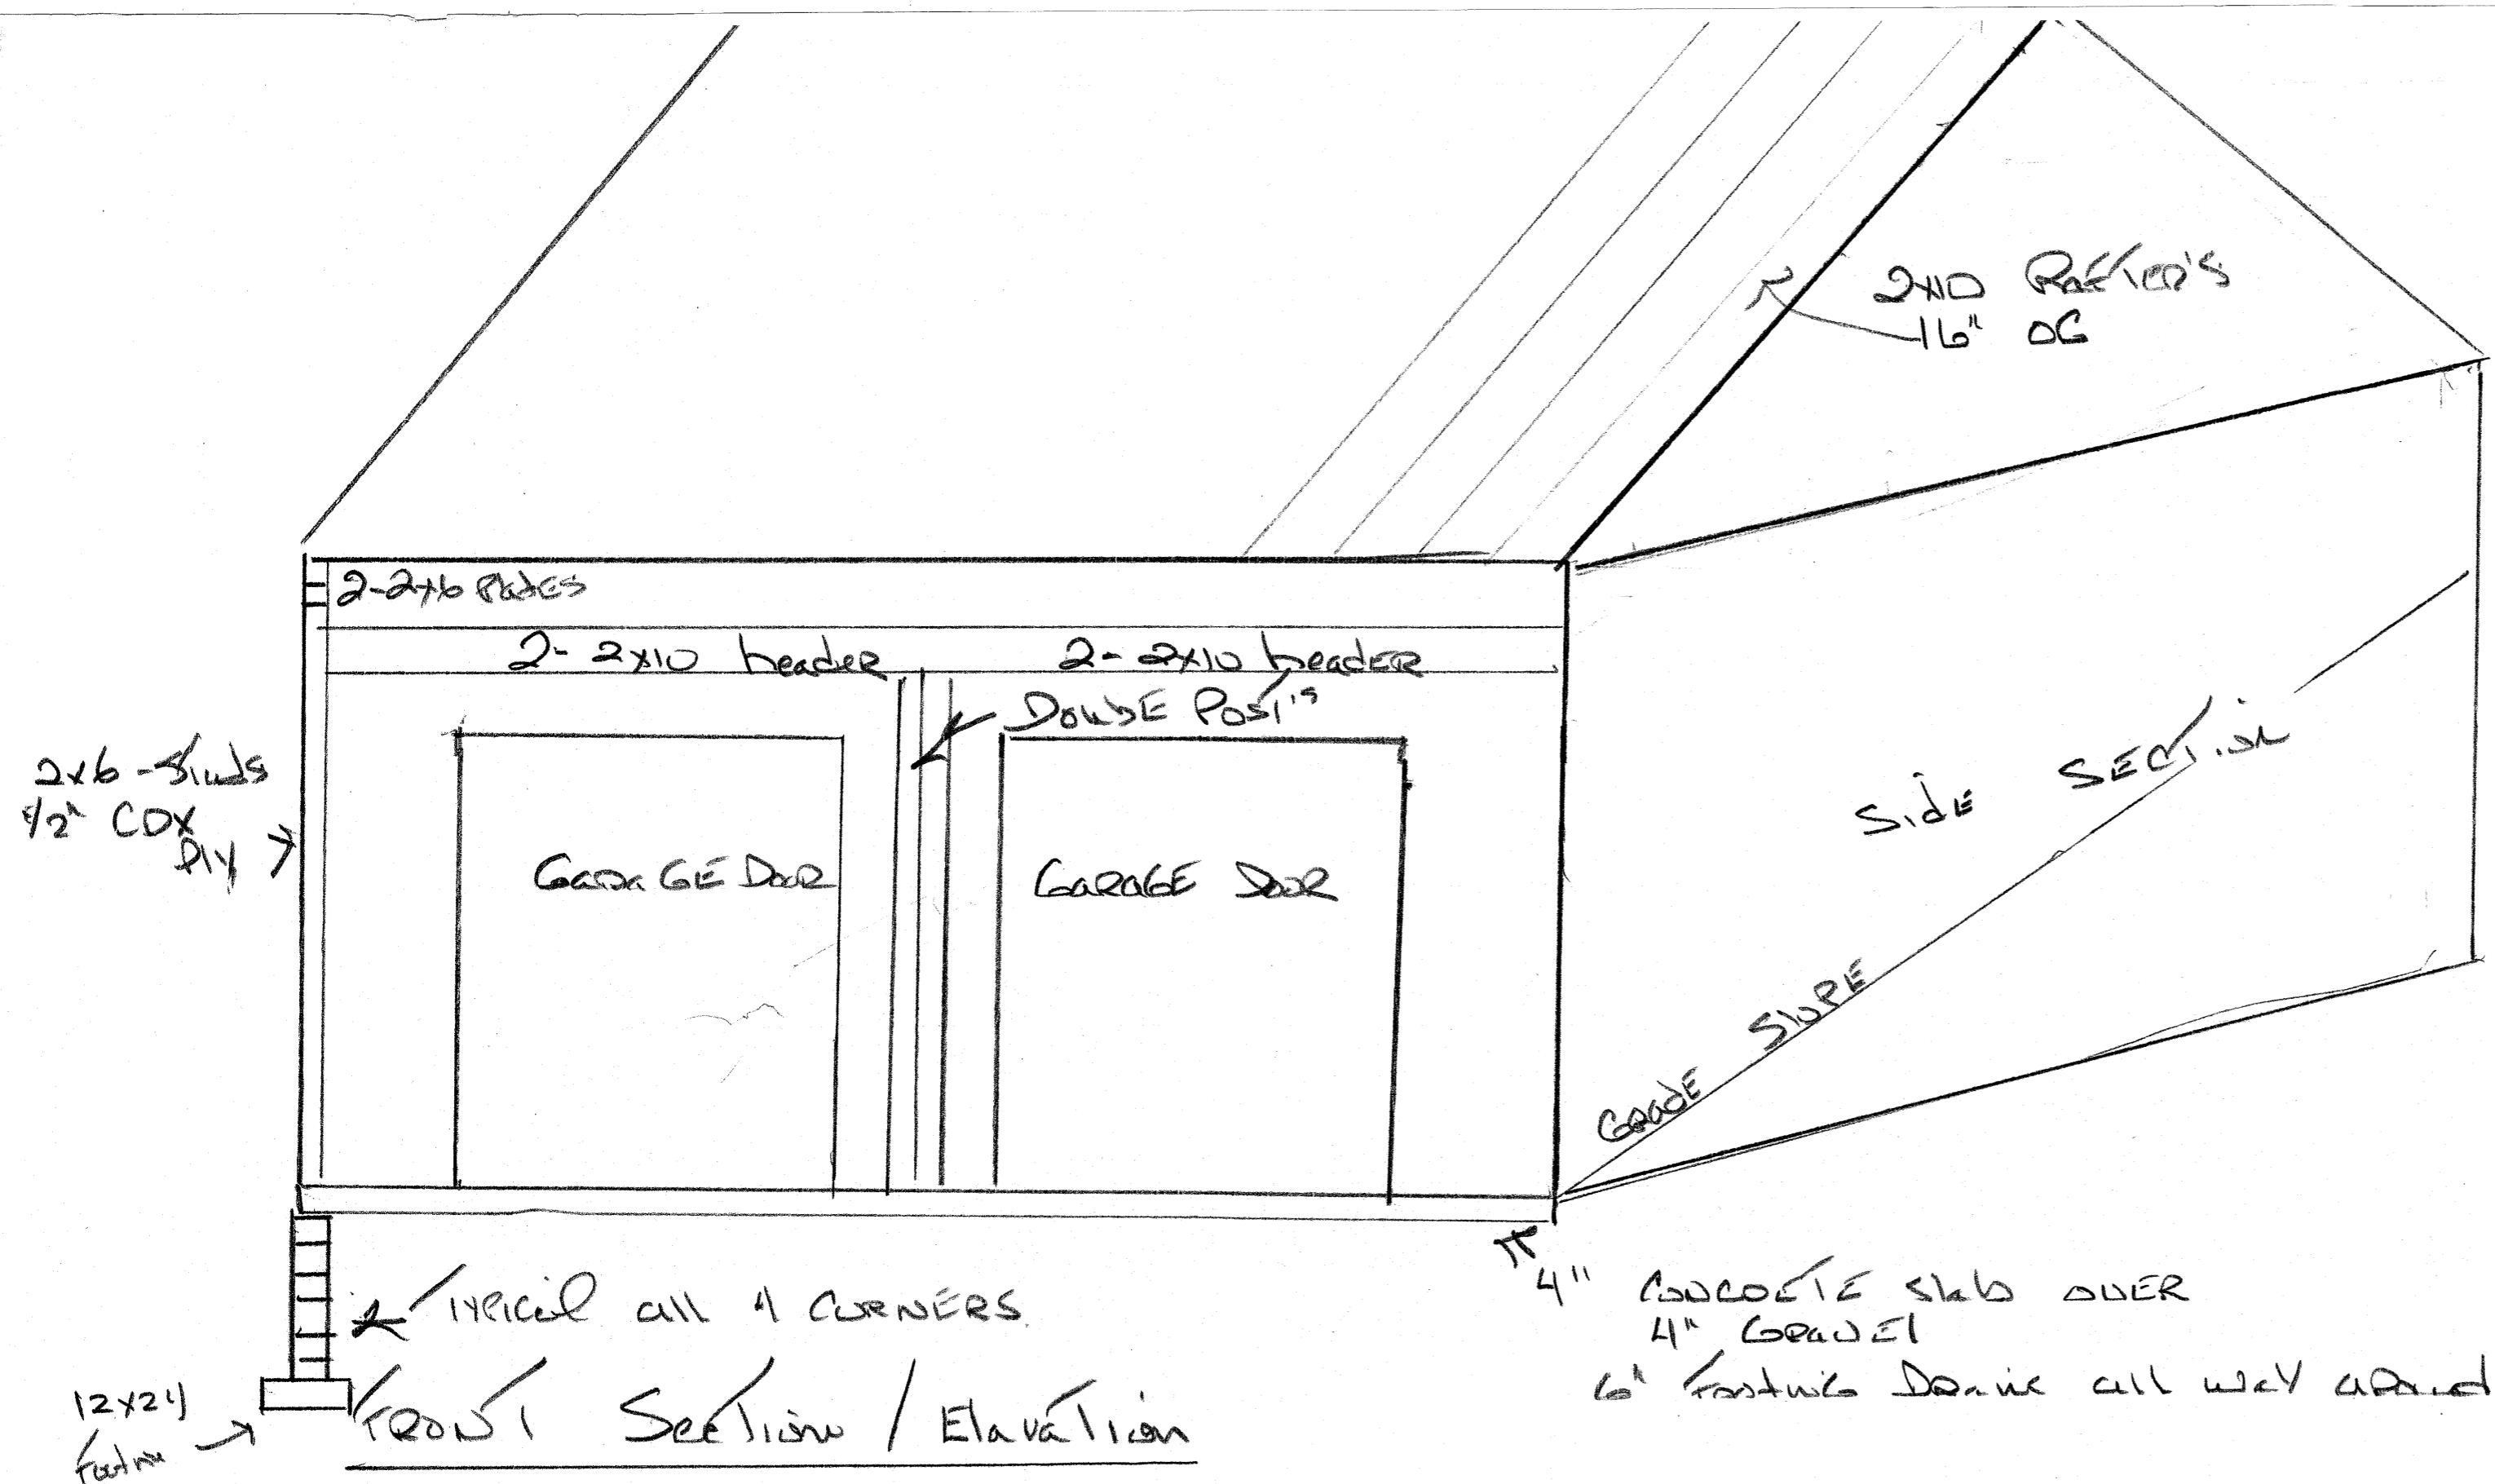 2x10 Rafter's
16" OC
2-2x6 Plates
2- 2x10 header
2- 2x10 header
Double Post's
2x6 - Studs
1/2" CDX
Ply
Garage Door
Garage Door
Side Section
Grade Slope
4" Concrete Slab over
4" Gravel
6" Footing Drain all way around
Typical all 4 Corners
12x24
Footing
Front Section / Elavation